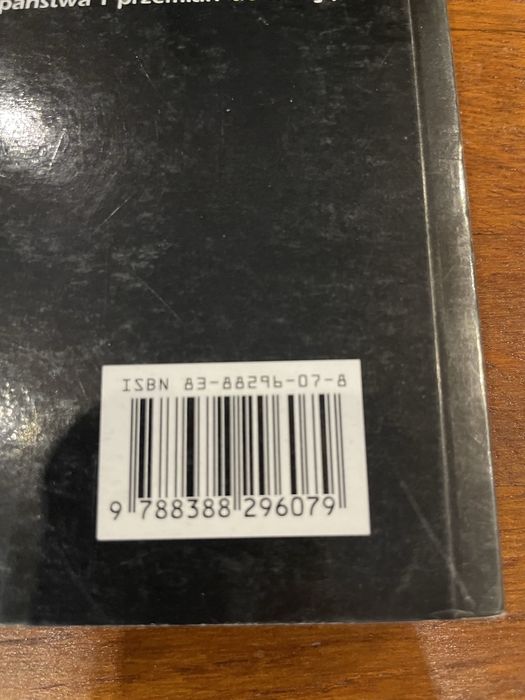 państwa i przemian
ISBN 83-88296-07-8
9 788388 296079